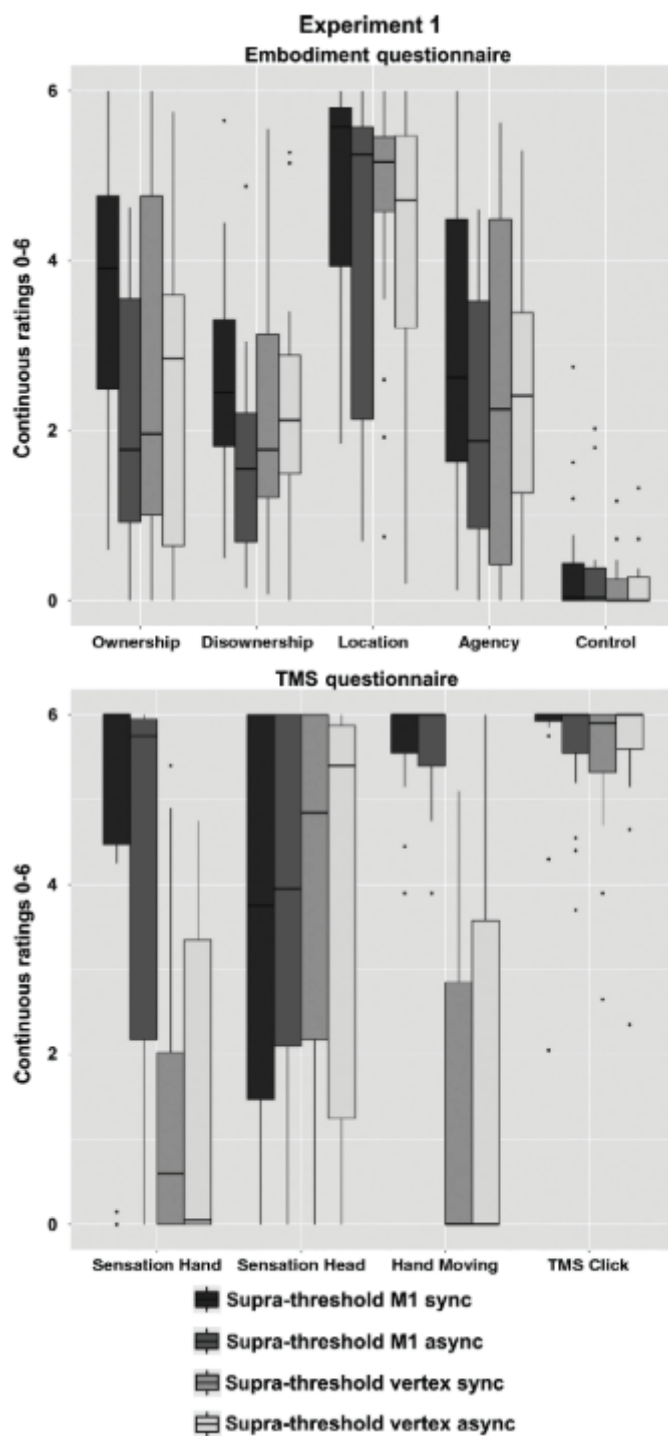 Experiment 1
Embodiment questionnaire
Continuous ratings 0-6
6
4
2
0
Ownership Disownership Location Agency Control
TMS questionnaire
Continuous ratings 0-6
6
4
2
0
Sensation Hand Sensation Head Hand Moving TMS Click
Supra-threshold M1 sync
Supra-threshold M1 async
Supra-threshold vertex sync
Supra-threshold vertex async